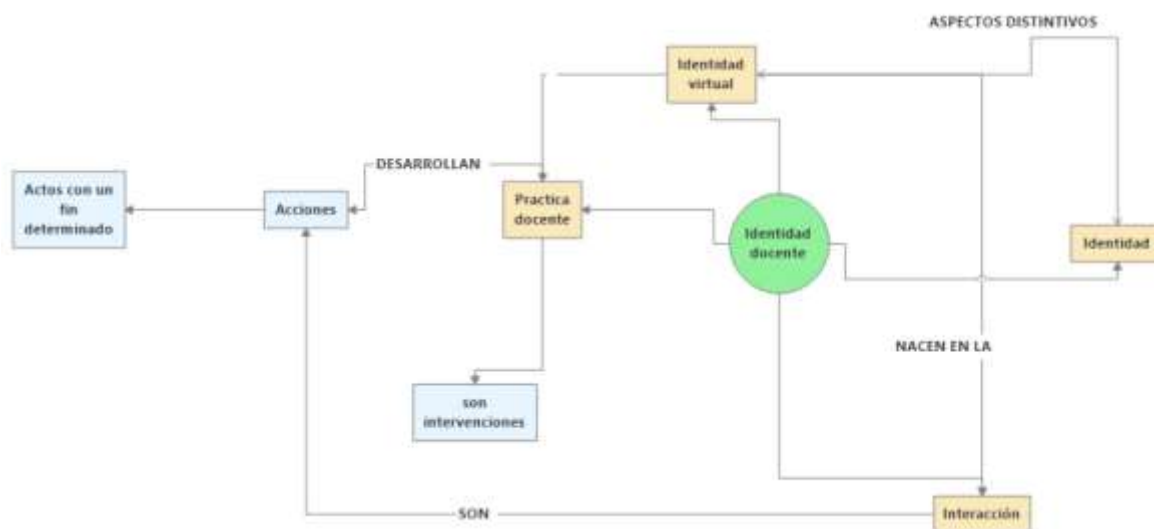 ASPECTOS DISTINTIVOS
Identidad
virtual
DESARROLLAN
Actos con un
fin
determinado
Acciones
Practica
docente
Identidad
docente
Identidad
NACEN EN LA
son
intervenciones
SON
Interacción